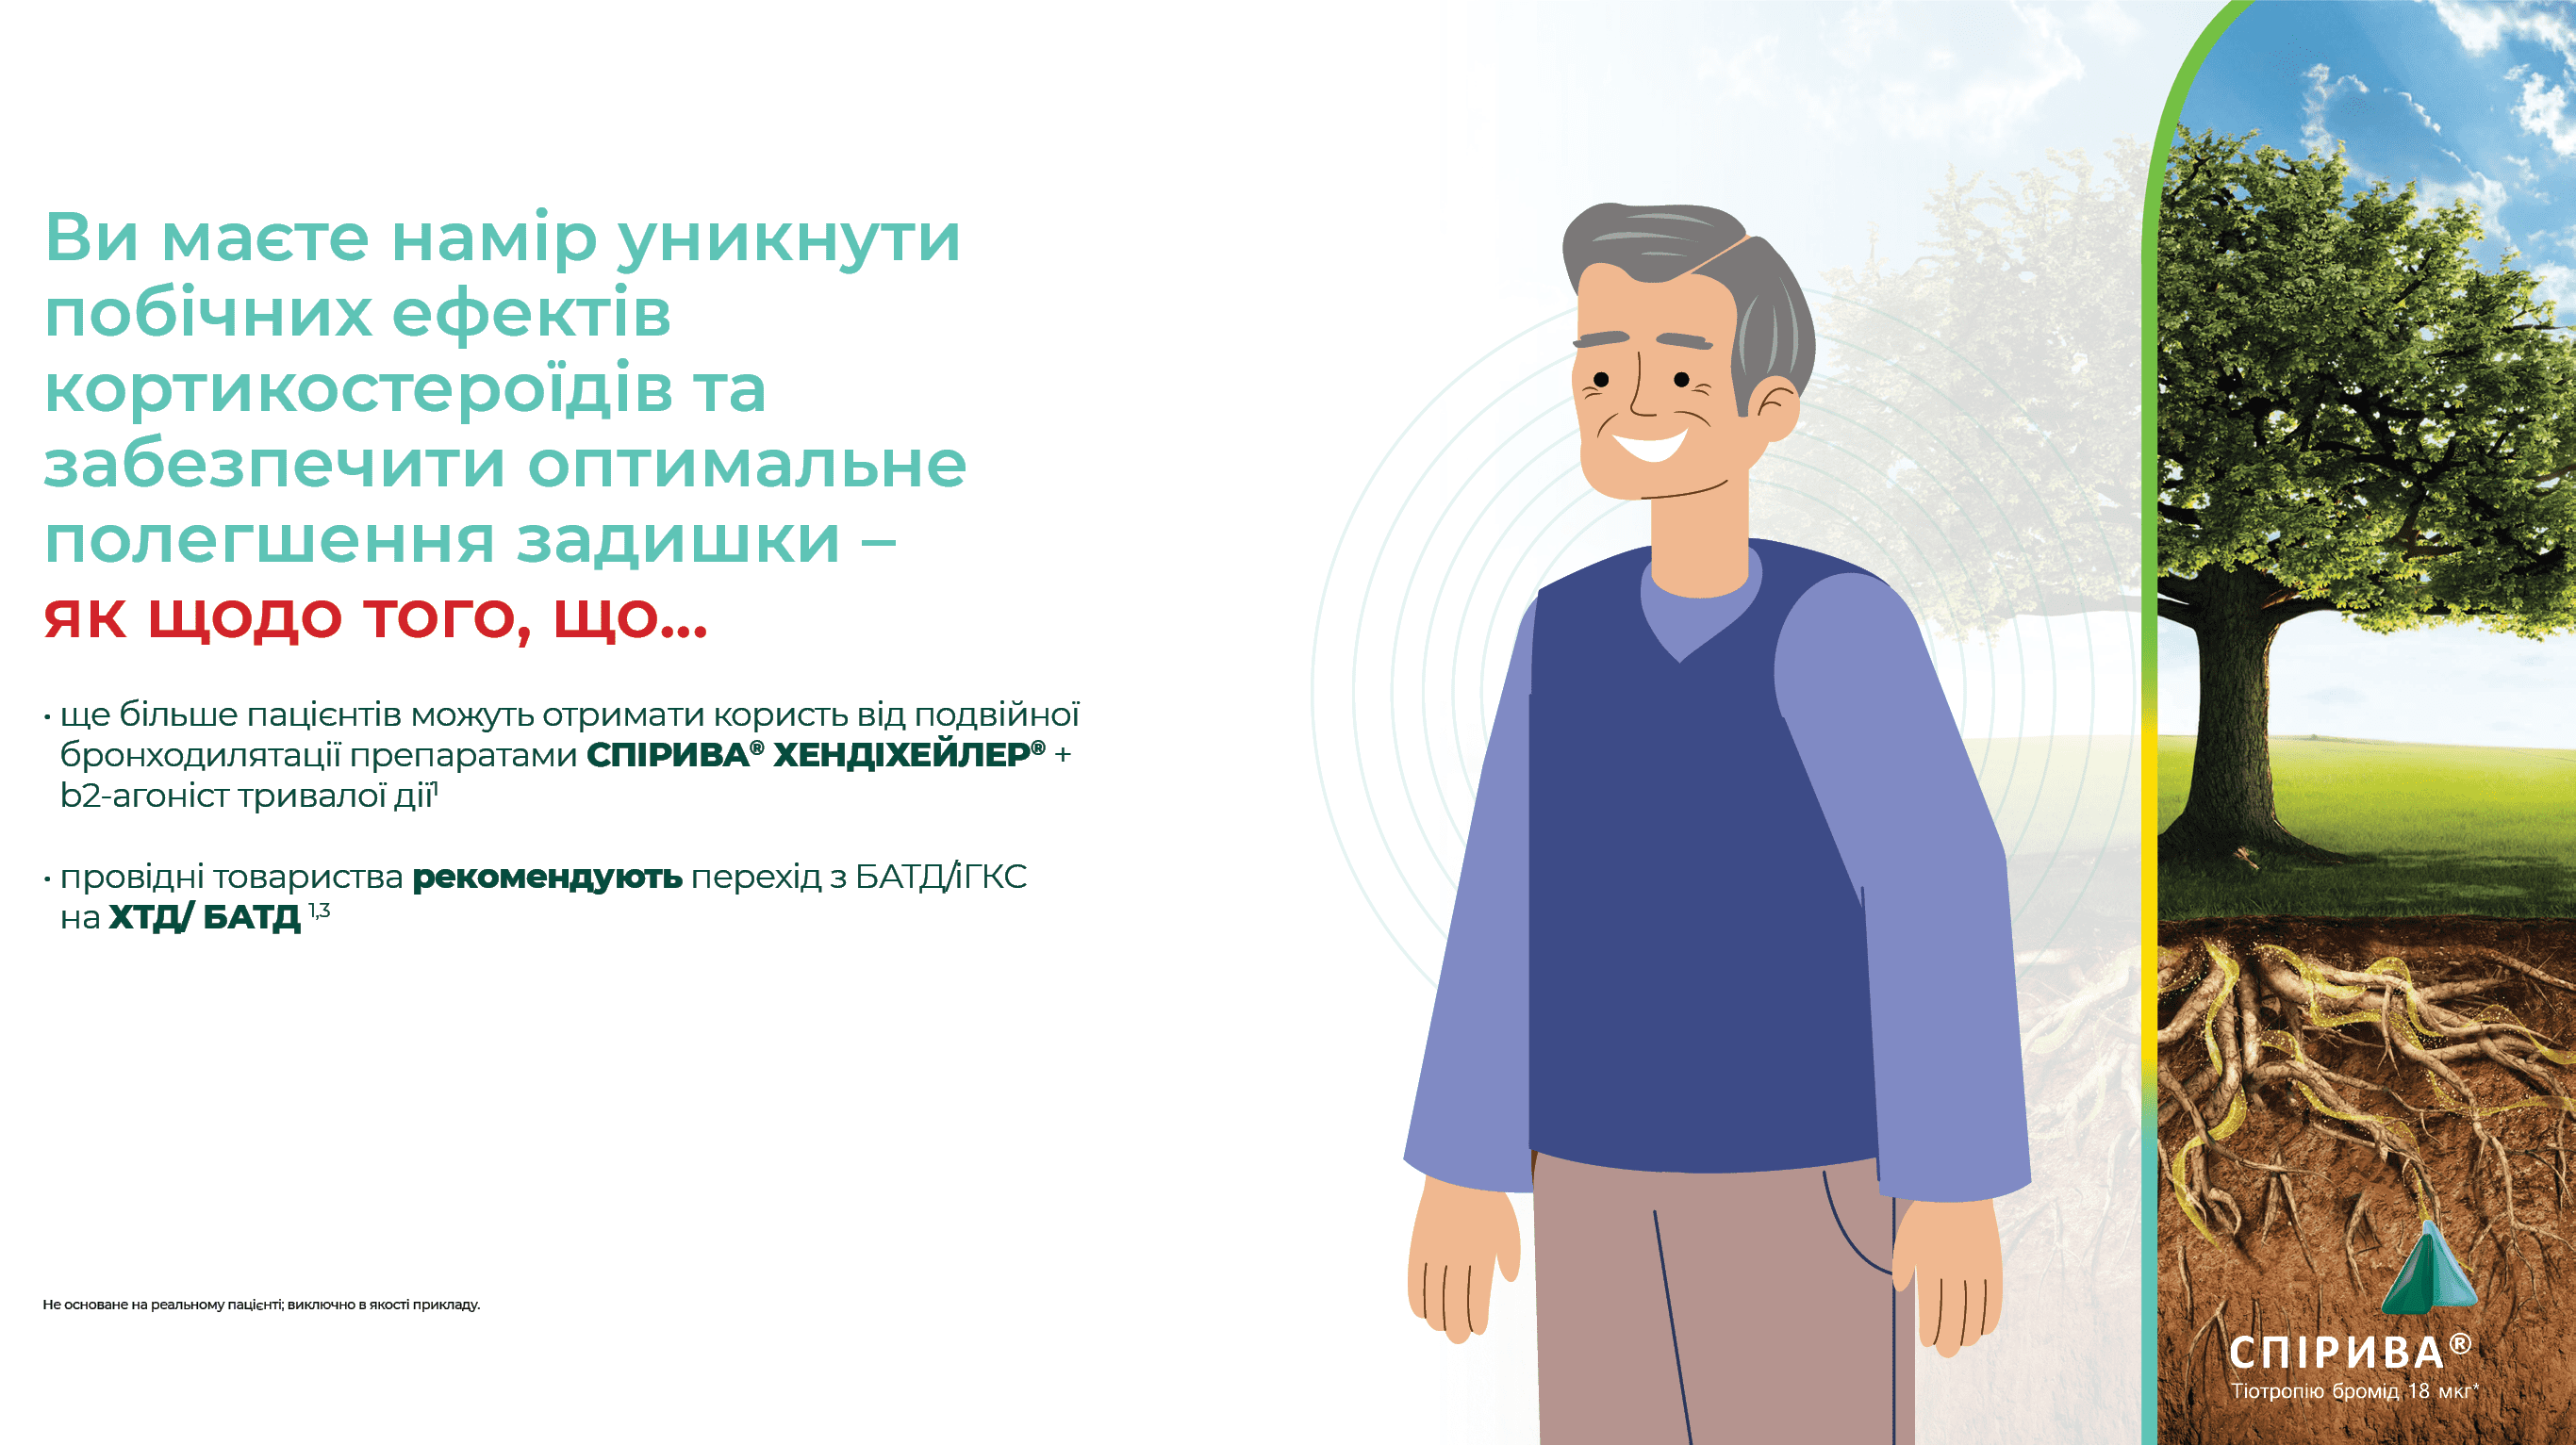 Ви маєте намір уникнути
побічних ефектів
кортикостероїдів та
забезпечити оптимальне
полегшення задишки –
як щодо того, що...
· ще більше пацієнтів можуть отримати користь від подвійної
бронходилятації препаратами СПІРИВА® ХЕНДІХЕЙЛЕР® +
b2-агоніст тривалої дії¹
· провідні товариства рекомендують перехід з БАТД/іГКС
на ХТД/ БАТД ¹,³
Не основане на реальному пацієнті; виключно в якості прикладу.
СПІРИВА®
Тіотропію бромід 18 мкг*